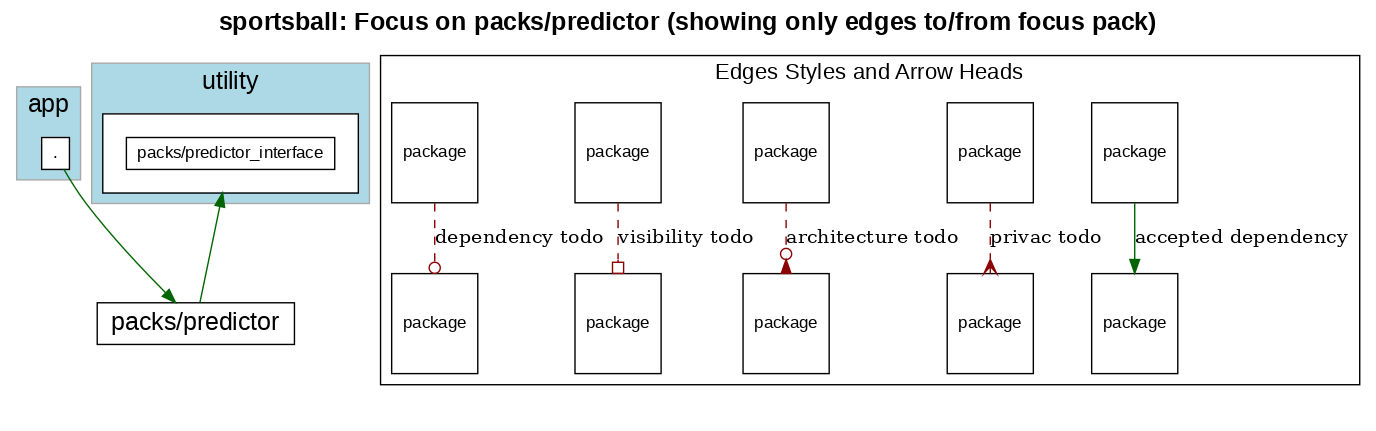 sportsball: Focus on packs/predictor (showing only edges to/from focus pack)
app
.
utility
packs/predictor_interface
packs/predictor
Edges Styles and Arrow Heads
package package package package package
dependency todo visibility todo architecture todo privac todo accepted dependency
package package package package package